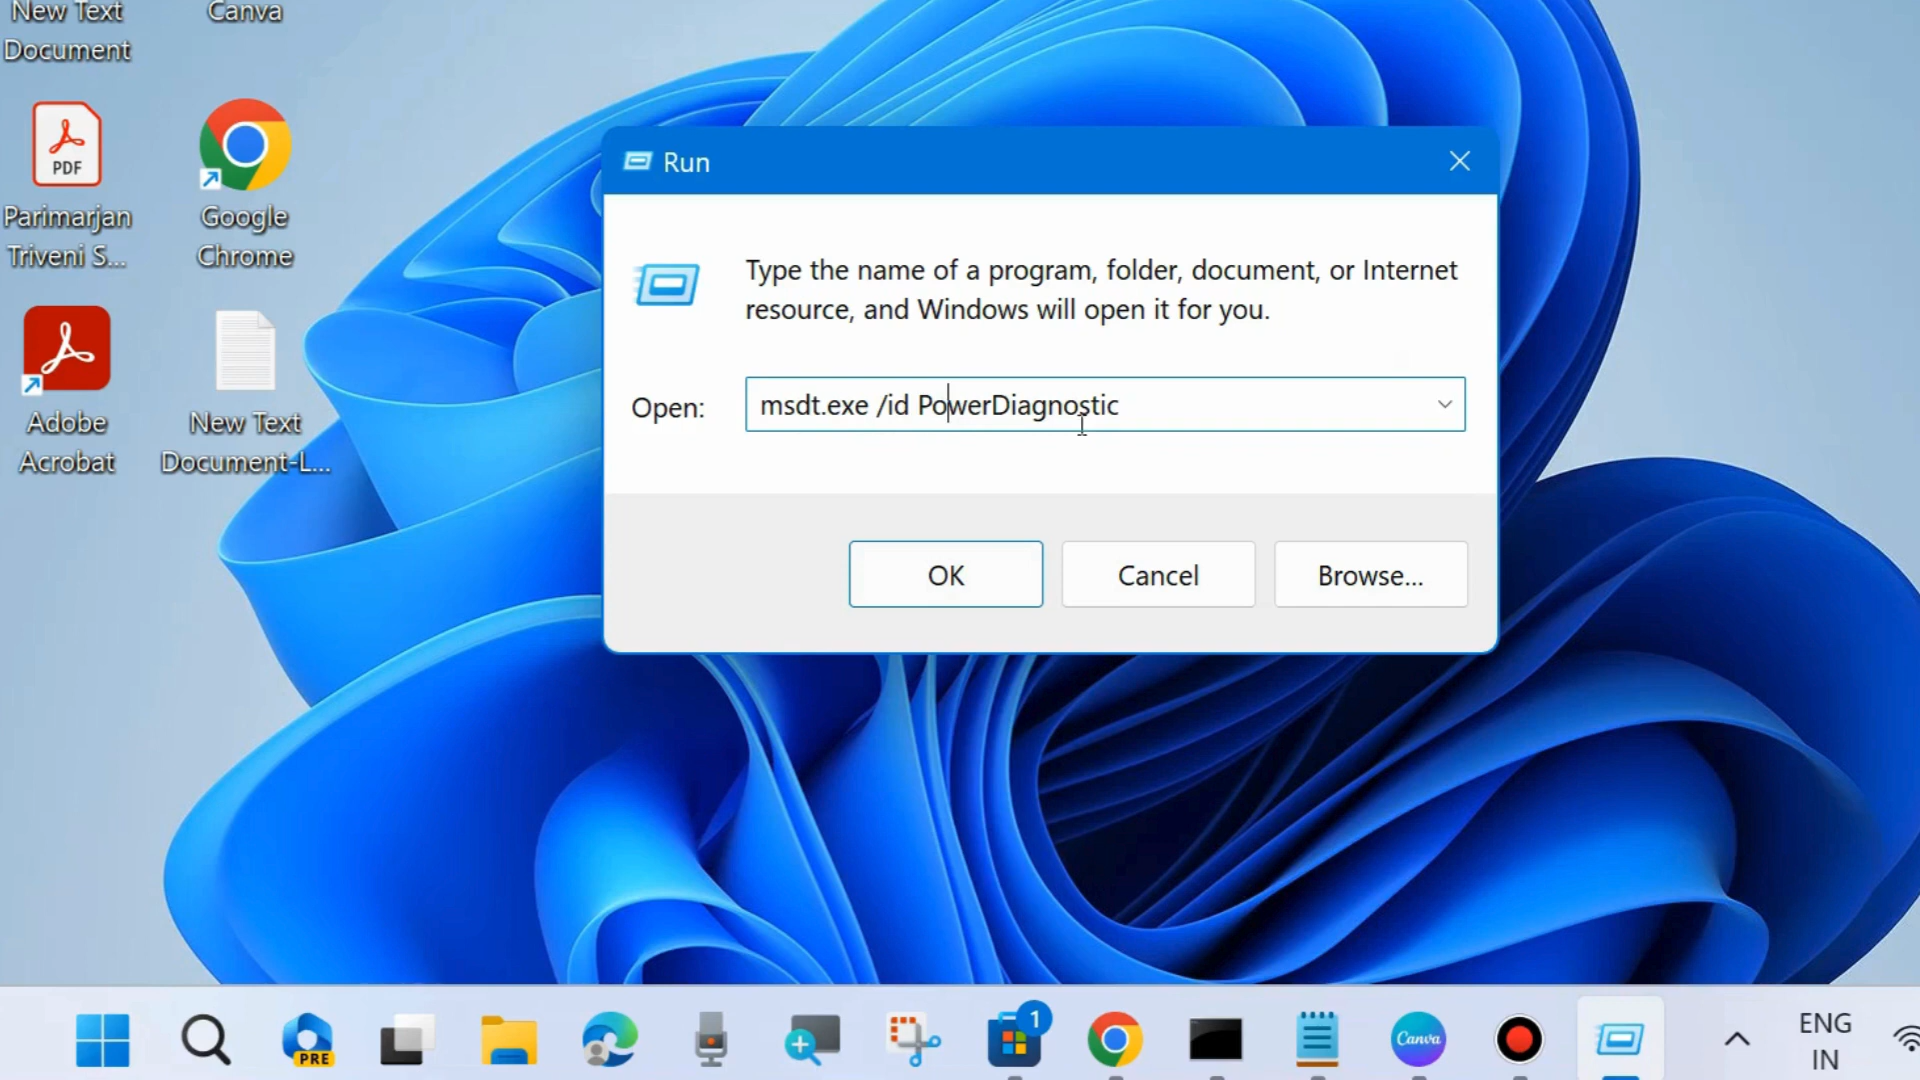 New Text
Document
Canva
PDF
Parimarjan
Triveni S...
Google
Chrome
Adobe
Acrobat
New Text
Document-L...
Run
Type the name of a program, folder, document, or Internet
resource, and Windows will open it for you.
Open:
msdt.exe /id PowerDiagnostic
OK
Cancel
Browse...
PRE
1
Canva
ENG
IN